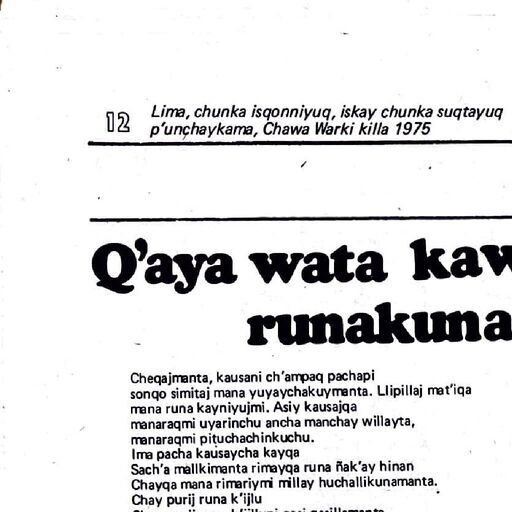 12
Lima, chunka isqonniyuq, iskay chunka suqtayuq
p'unchaykama, Chawa Warki killa 1975
Q'aya wata kaw
runakuna
Cheqajmanta, kausani ch'ampaq pachapi
sonqo simitaj mana yuyaychakuymanta. Llipillaj mat'iqa
mana runa kayniyujmi. Asiy kausajqa
manaraqmi uyarinchu ancha manchay willayta,
manaraqmi pituchachinkuchu.
Ima pacha kausaycha kayqa
Sach'a mallkimanta rimayqa runa ñak'ay hinan
Chayqa mana rimariymi millay huchallikunamanta.
Chay purij runa k'ijlu